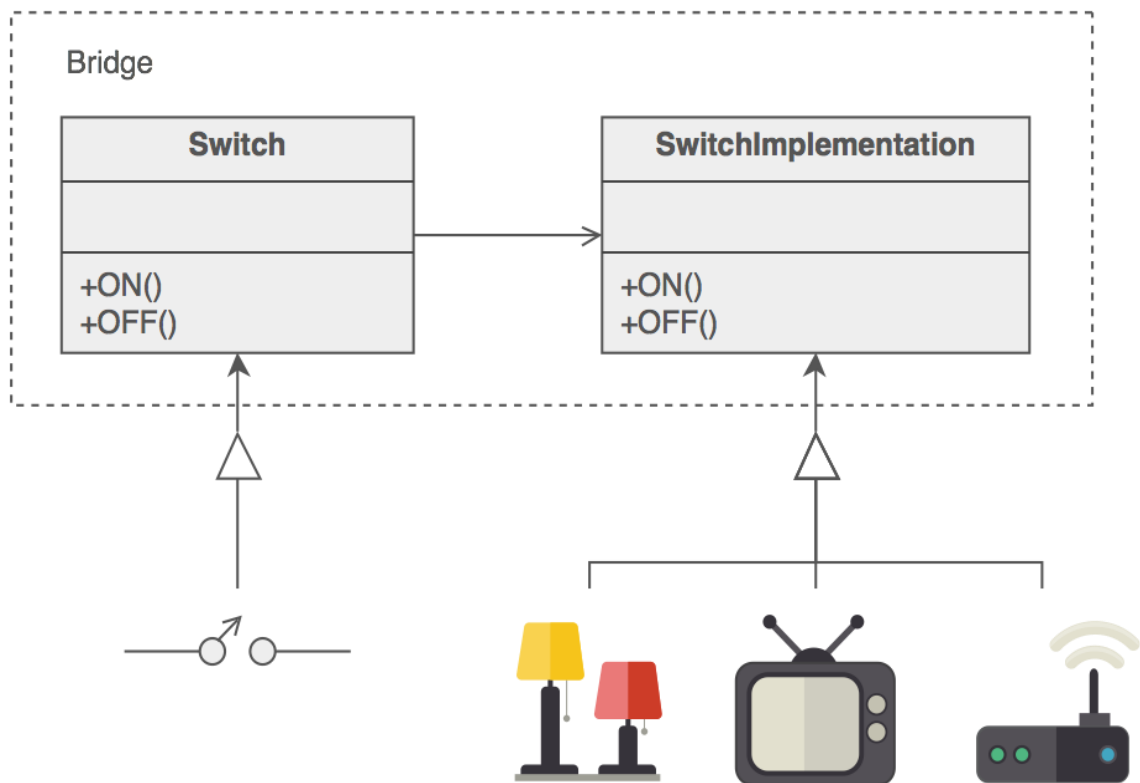 Bridge
Switch
+ON()
+OFF()
SwitchImplementation
+ON()
+OFF()